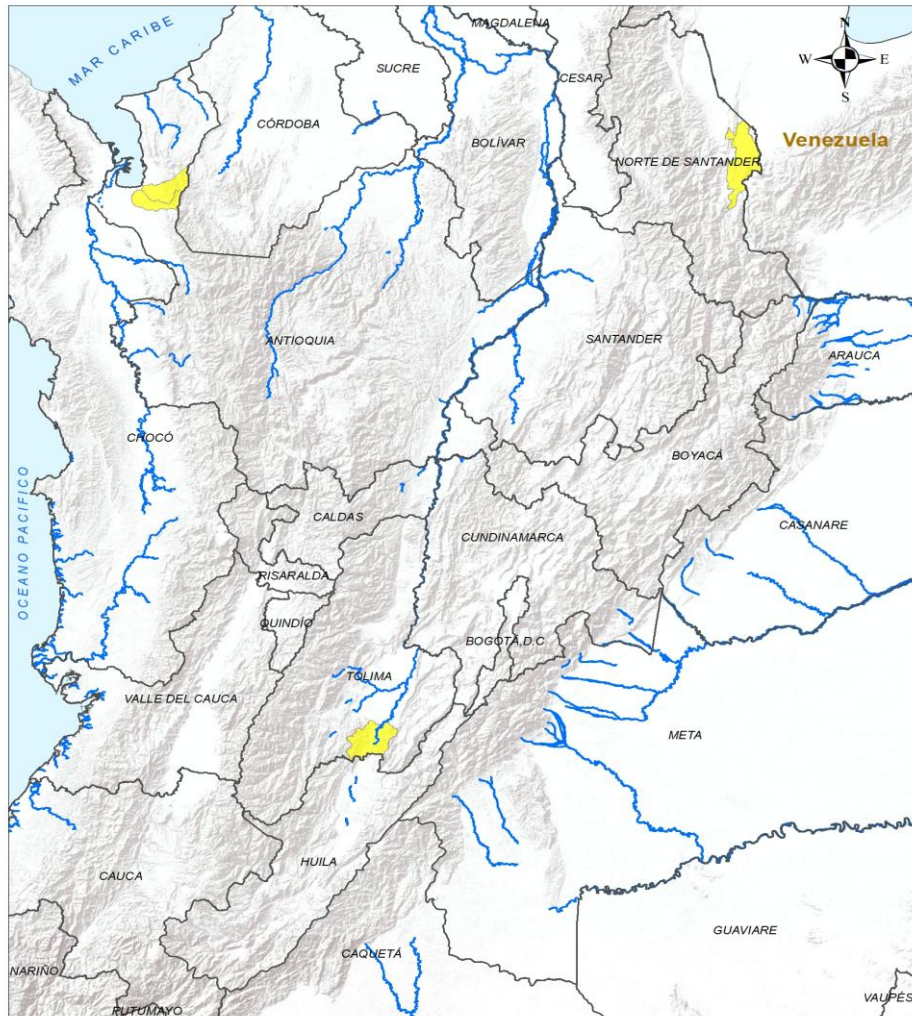 MAGDALENA
N
MAR CARIBE
W
E
SUCRE
CESAR
S
CÓRDOBA
BOLÍVAR
Venezuela
NORTE DE SANTANDER
ANTIOQUIA
SANTANDER
ARAUCA
CHOCÓ
BOYACÁ
OCEANO PACIFICO
CALDAS
CUNDINAMARCA
CASANARE
RISARALDA
QUINDÍO
BOGOTÁ, D.C
TOLIMA
VALLE DEL CAUCA
META
HUILA
CAUCA
GUAVIARE
CAQUETÁ
NARIÑO
VAUPÉS
PUTUMAYO